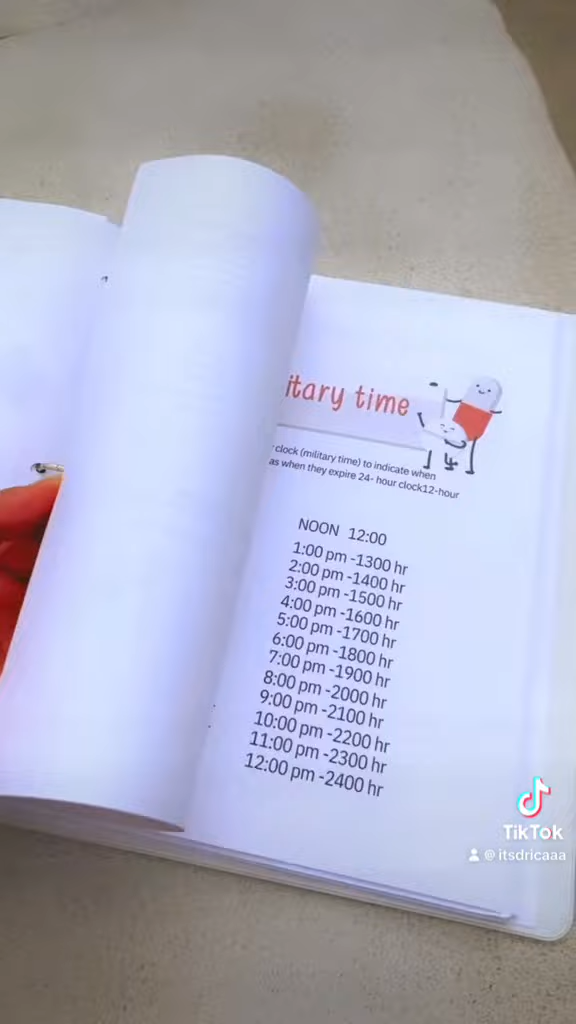 itary time
clock (military time) to indicate when
as when they expire 24- hour clock12-hour
NOON 12:00
1:00 pm -1300 hr
2:00 pm -1400 hr
3:00 pm -1500 hr
4:00 pm -1600 hr
5:00 pm -1700 hr
6:00 pm -1800 hr
7:00 pm -1900 hr
8:00 pm -2000 hr
9:00 pm -2100 hr
10:00 pm -2200 hr
11:00 pm -2300 hr
12:00 pm -2400 hr
TikTok
@itsdricaaa